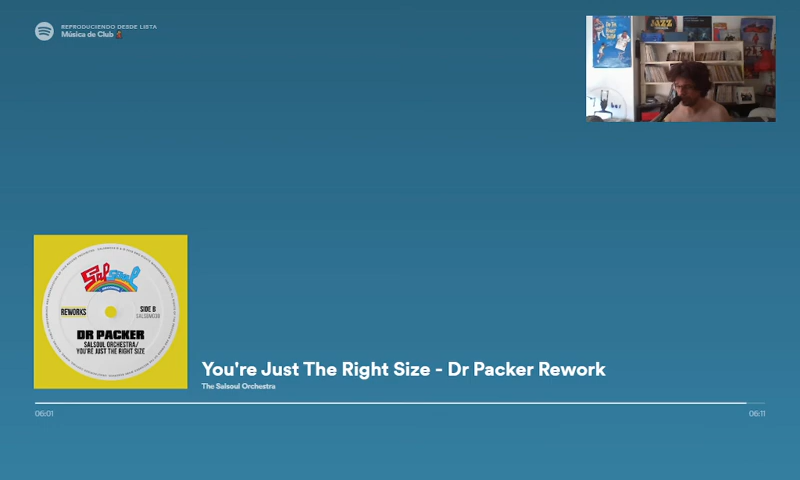 REPRODUCIENDO DESDE LISTA
Música de Club
JAZZ
Salsoul
REWORKS
SIDE B
DR PACKER
SALSOUL ORCHESTRA/
YOU'RE JUST THE RIGHT SIZE
You're Just The Right Size - Dr Packer Rework
The Salsoul Orchestra
06:01
06:11